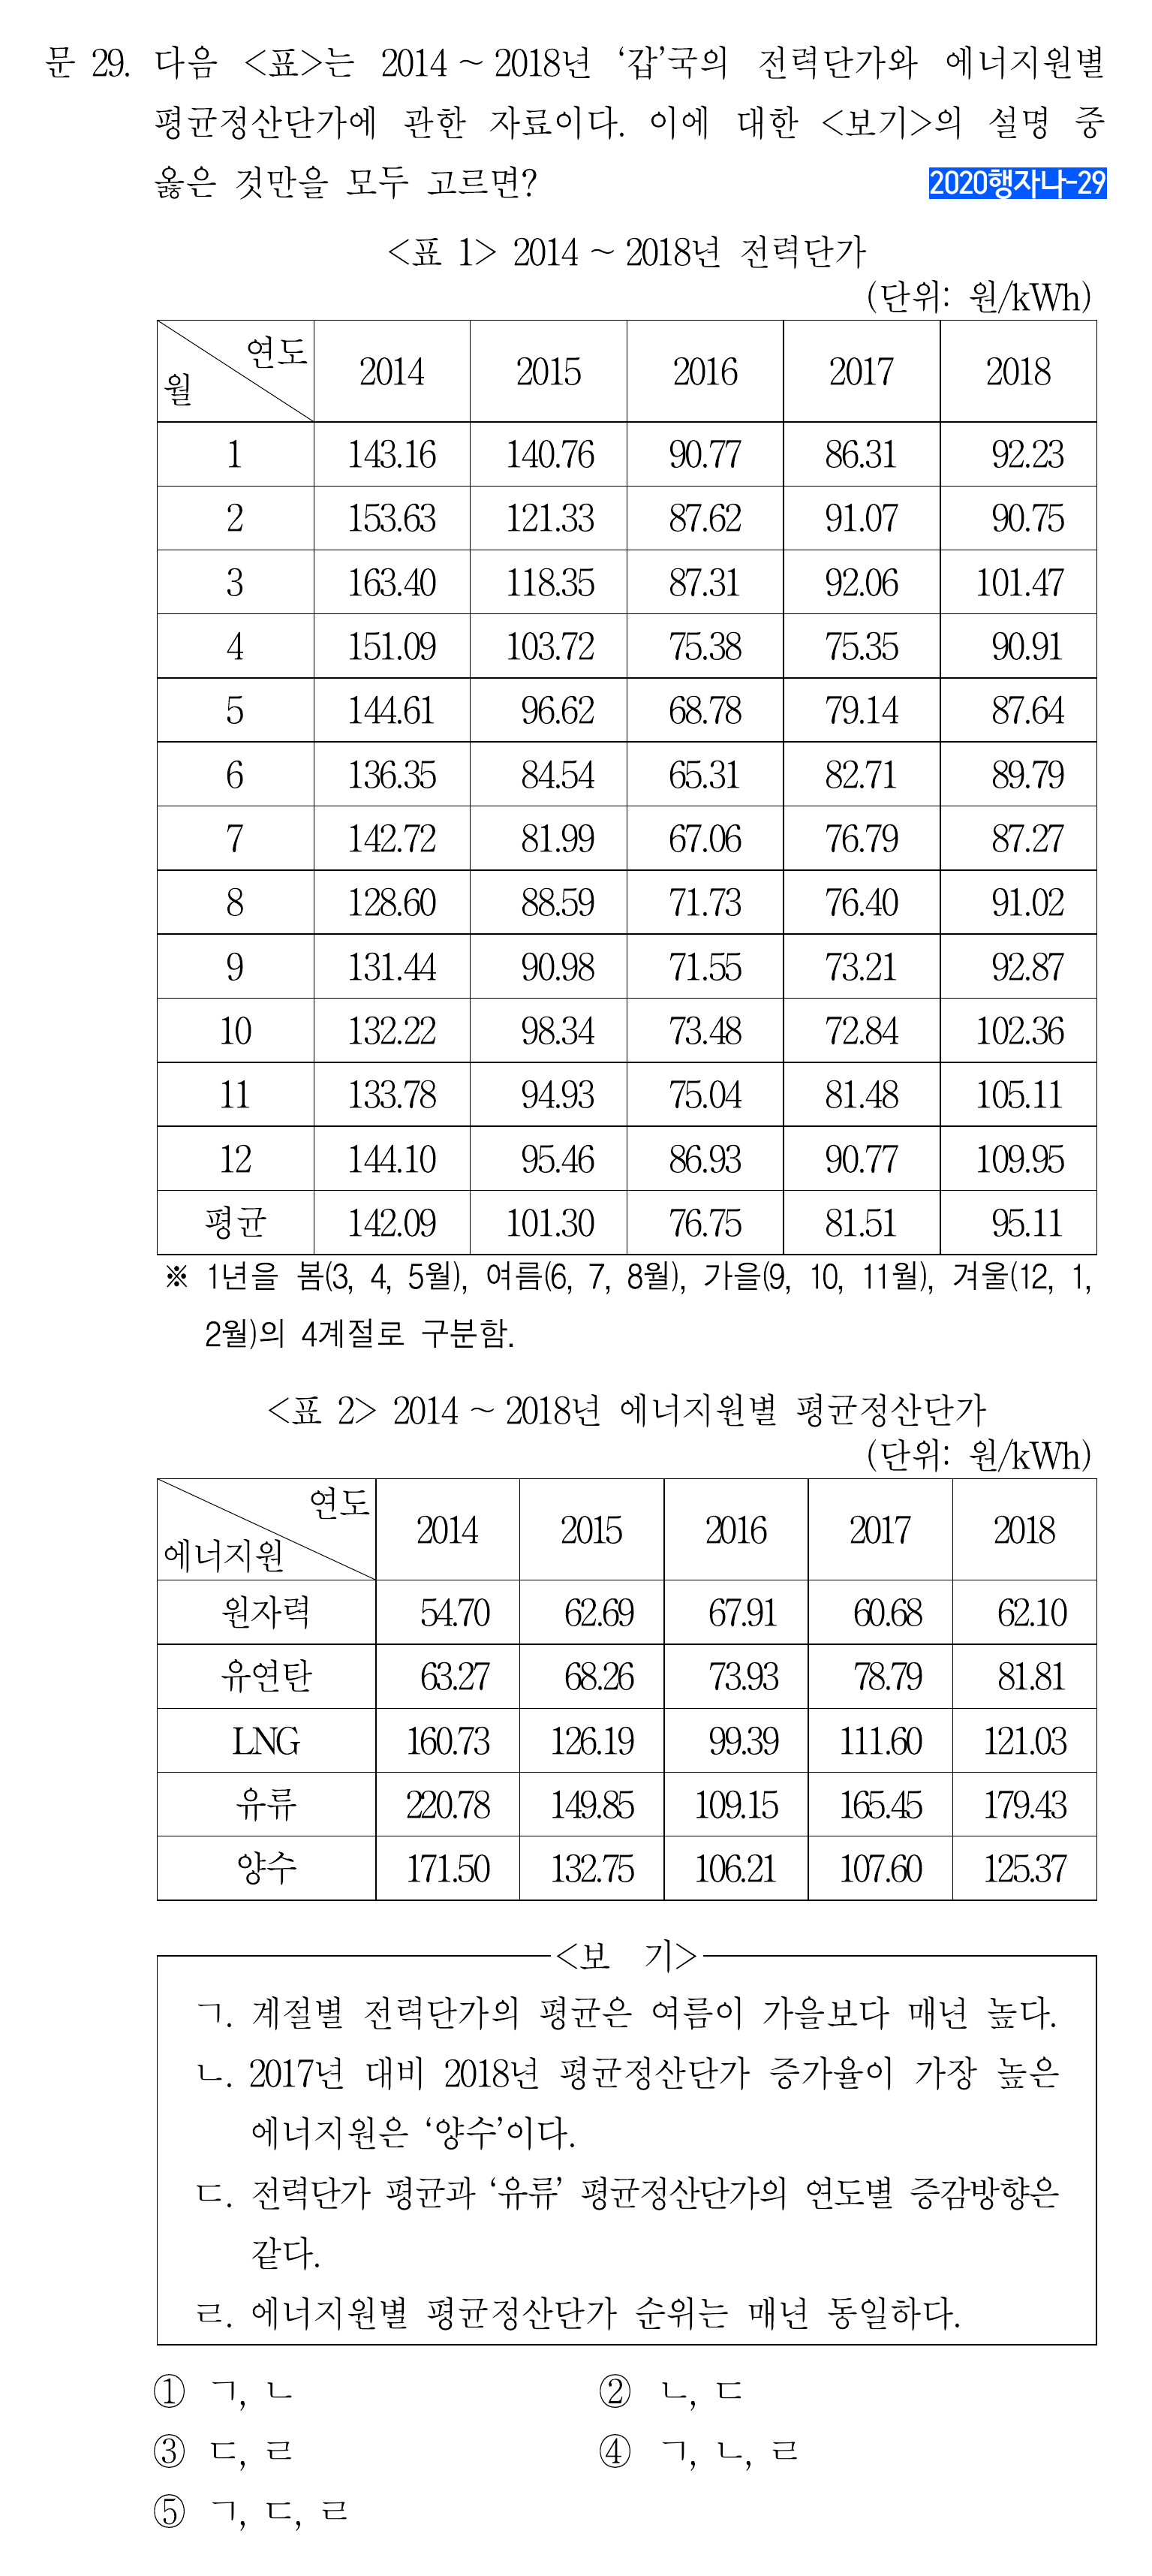 문 29. 다음 <표>는 2014 ~ 2018년 ‘갑’국의 전력단가와 에너지원별
평균정산단가에 관한 자료이다. 이에 대한 <보기>의 설명 중
옳은 것만을 모두 고르면? 2020행자나-29
<표 1> 2014 ~ 2018년 전력단가
(단위: 원/kWh)
월 연도 2014 2015 2016 2017 2018
1 143.16 140.76 90.77 86.31 92.23
2 153.63 121.33 87.62 91.07 90.75
3 163.40 118.35 87.31 92.06 101.47
4 151.09 103.72 75.38 75.35 90.91
5 144.61 96.62 68.78 79.14 87.64
6 136.35 84.54 65.31 82.71 89.79
7 142.72 81.99 67.06 76.79 87.27
8 128.60 88.59 71.73 76.40 91.02
9 131.44 90.98 71.55 73.21 92.87
10 132.22 98.34 73.48 72.84 102.36
11 133.78 94.93 75.04 81.48 105.11
12 144.10 95.46 86.93 90.77 109.95
평균 142.09 101.30 76.75 81.51 95.11
※ 1년을 봄(3, 4, 5월), 여름(6, 7, 8월), 가을(9, 10, 11월), 겨울(12, 1,
2월)의 4계절로 구분함.
<표 2> 2014 ~ 2018년 에너지원별 평균정산단가
(단위: 원/kWh)
에너지원 연도 2014 2015 2016 2017 2018
원자력 54.70 62.69 67.91 60.68 62.10
유연탄 63.27 68.26 73.93 78.79 81.81
LNG 160.73 126.19 99.39 111.60 121.03
유류 220.78 149.85 109.15 165.45 179.43
양수 171.50 132.75 106.21 107.60 125.37
<보 기>
ㄱ. 계절별 전력단가의 평균은 여름이 가을보다 매년 높다.
ㄴ. 2017년 대비 2018년 평균정산단가 증가율이 가장 높은
에너지원은 ‘양수’이다.
ㄷ. 전력단가 평균과 ‘유류’ 평균정산단가의 연도별 증감방향은
같다.
ㄹ. 에너지원별 평균정산단가 순위는 매년 동일하다.
① ㄱ, ㄴ ② ㄴ, ㄷ
③ ㄷ, ㄹ ④ ㄱ, ㄴ, ㄹ
⑤ ㄱ, ㄷ, ㄹ